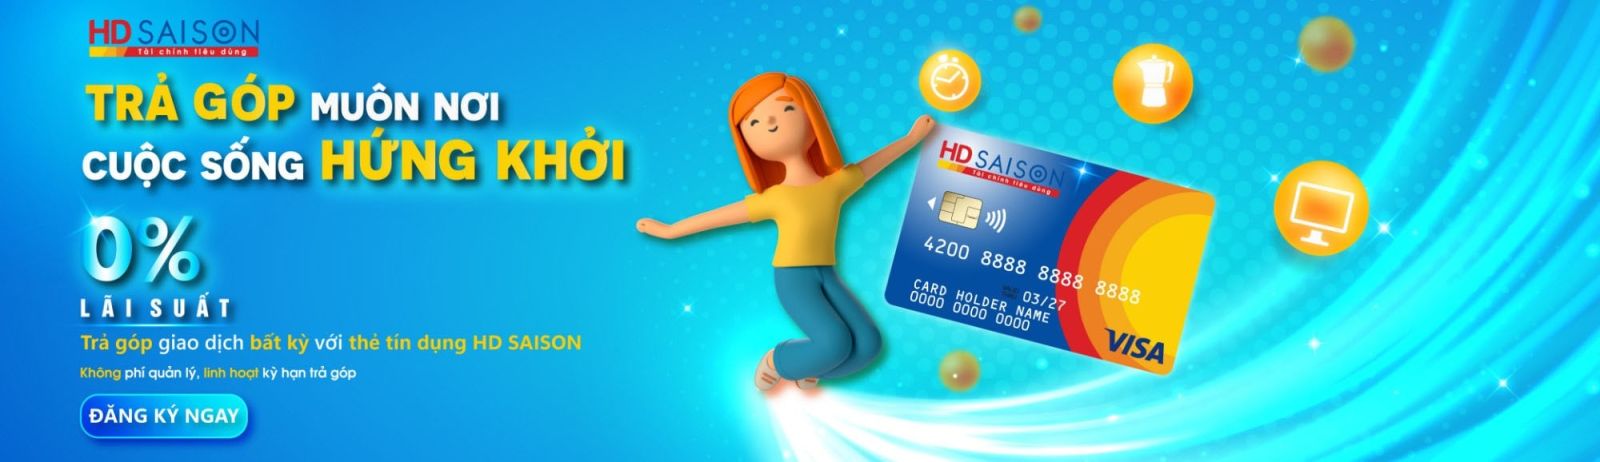 HD SAISON
Tài chính tiêu dùng
TRẢ GÓP MUÔN NƠI
CUỘC SỐNG HỨNG KHỞI
0%
LÃI SUẤT
Trả góp giao dịch bất kỳ với thẻ tín dụng HD SAISON
Không phí quản lý, linh hoạt kỳ hạn trả góp
ĐĂNG KÝ NGAY
HD SAISON
Tài chính tiêu dùng
4200 8888 8888 8888
03/27
CARD HOLDER NAME
0000 0000 0000
VISA